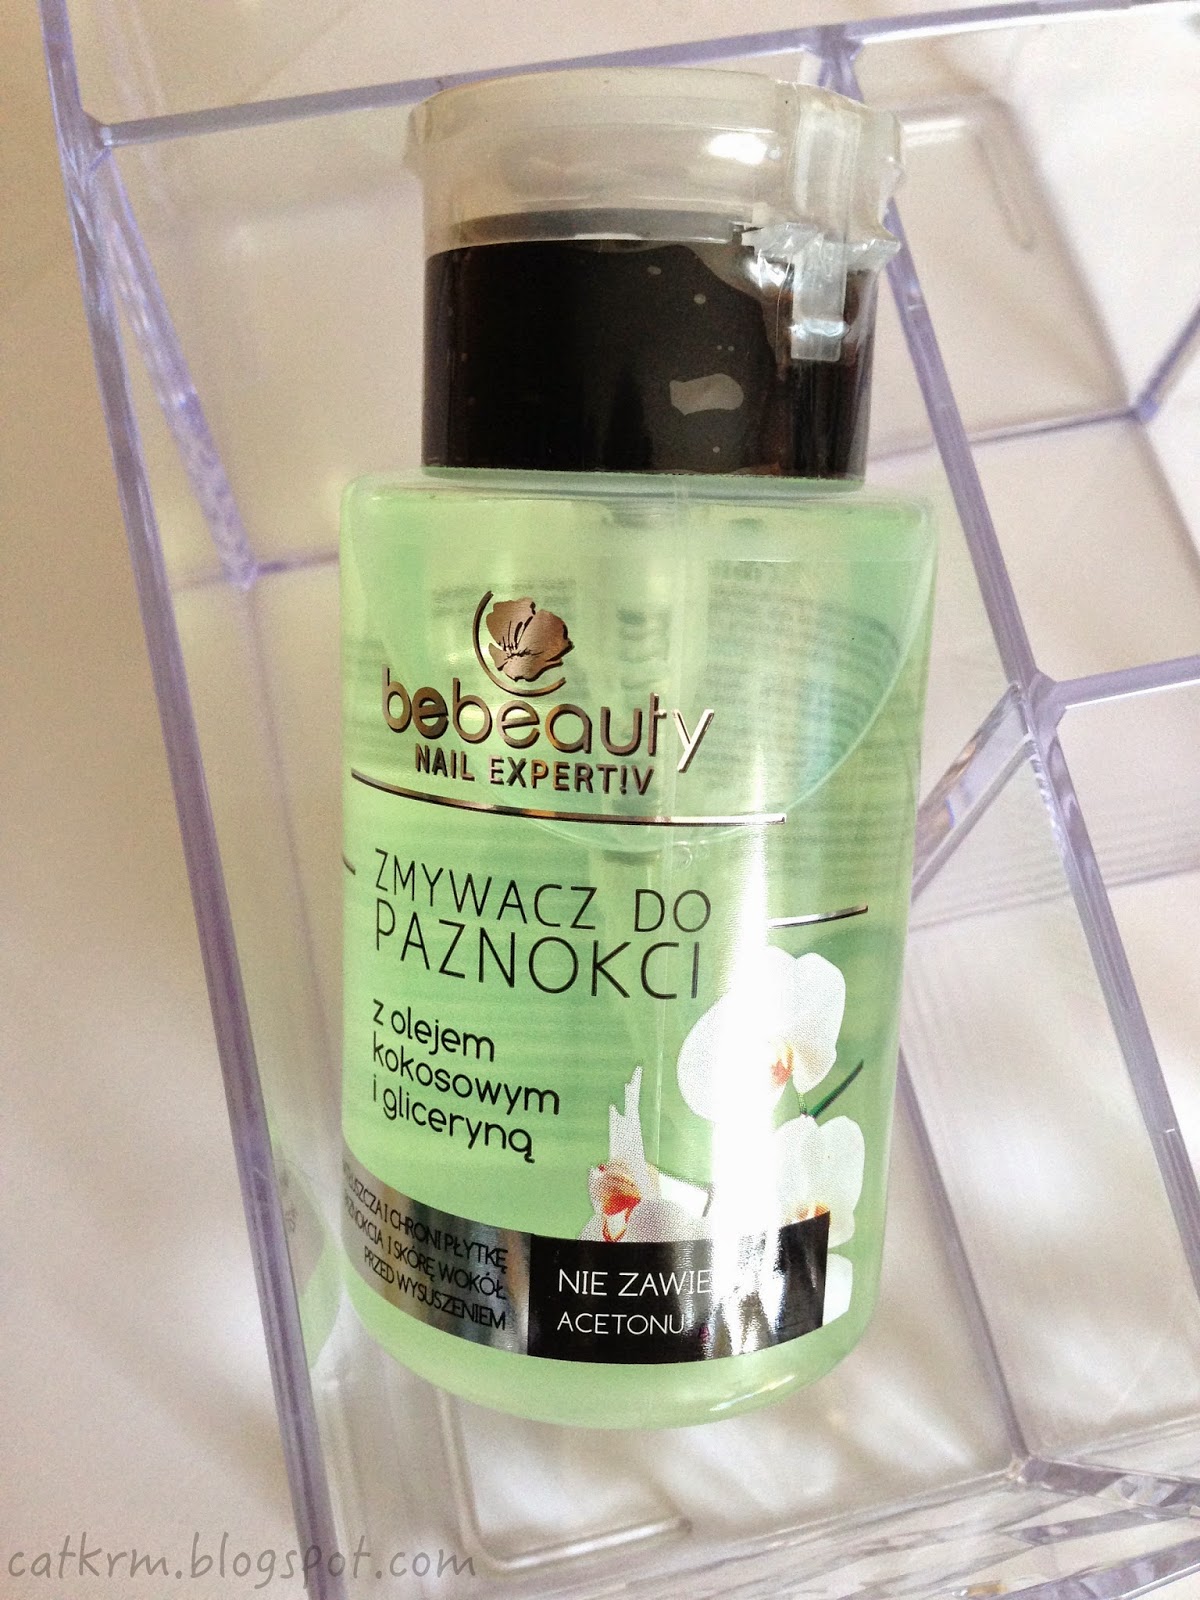 bebeauty
NAIL EXPERT!V
ZMYWACZ DO
PAZNOKCI
z olejem
kokosowym
i gliceryną
I CHRONI PŁYTKĘ
I SKÓRĘ WOKÓŁ
PRZED WYSUSZENIEM
NIE
ACETONU
catkrm.blogspot.com